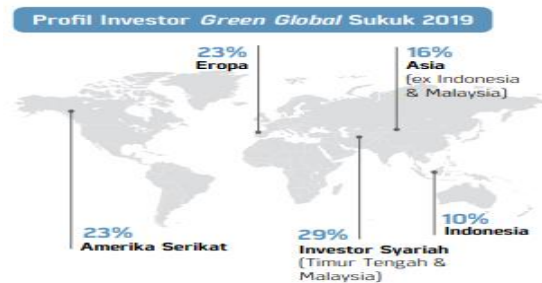 Profil Investor Green Global Sukuk 2019
23%
Eropa
16%
Asia
(ex Indonesia
& Malaysia)
23%
Amerika Serikat
29%
Investor Syariah
(Timur Tengah &
Malaysia)
10%
Indonesia